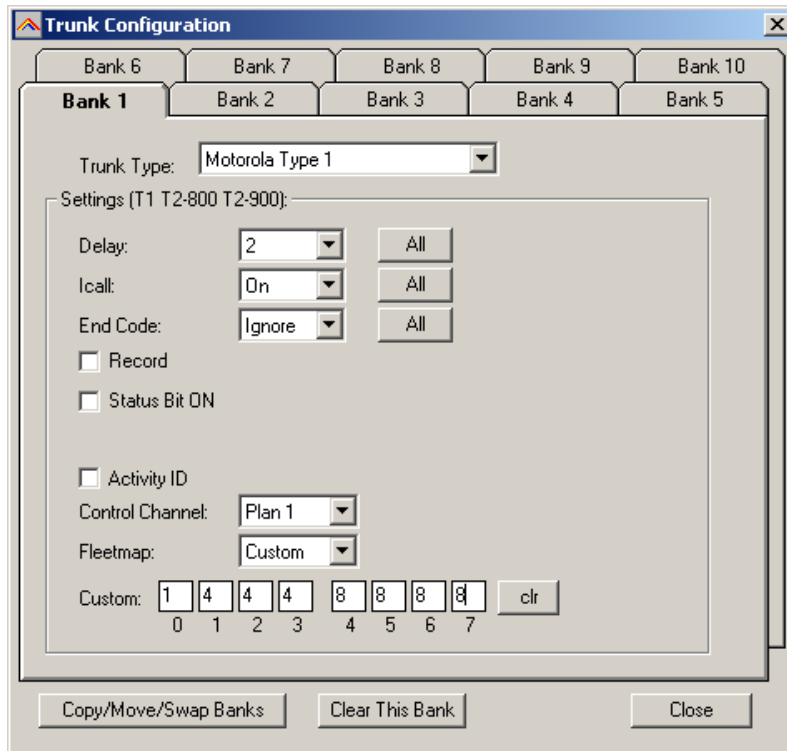 Trunk Configuration
Bank 6 Bank 7 Bank 8 Bank 9 Bank 10
Bank 1 Bank 2 Bank 3 Bank 4 Bank 5
Trunk Type: Motorola Type 1
Settings (T1 T2-800 T2-900):
Delay: 2 All
Icall: On All
End Code: Ignore All
Record
Status Bit ON
Activity ID
Control Channel: Plan 1
Fleetmap: Custom
Custom: 1 4 4 4 8 8 8 8 clr
0 1 2 3 4 5 6 7
Copy/Move/Swap Banks Clear This Bank Close